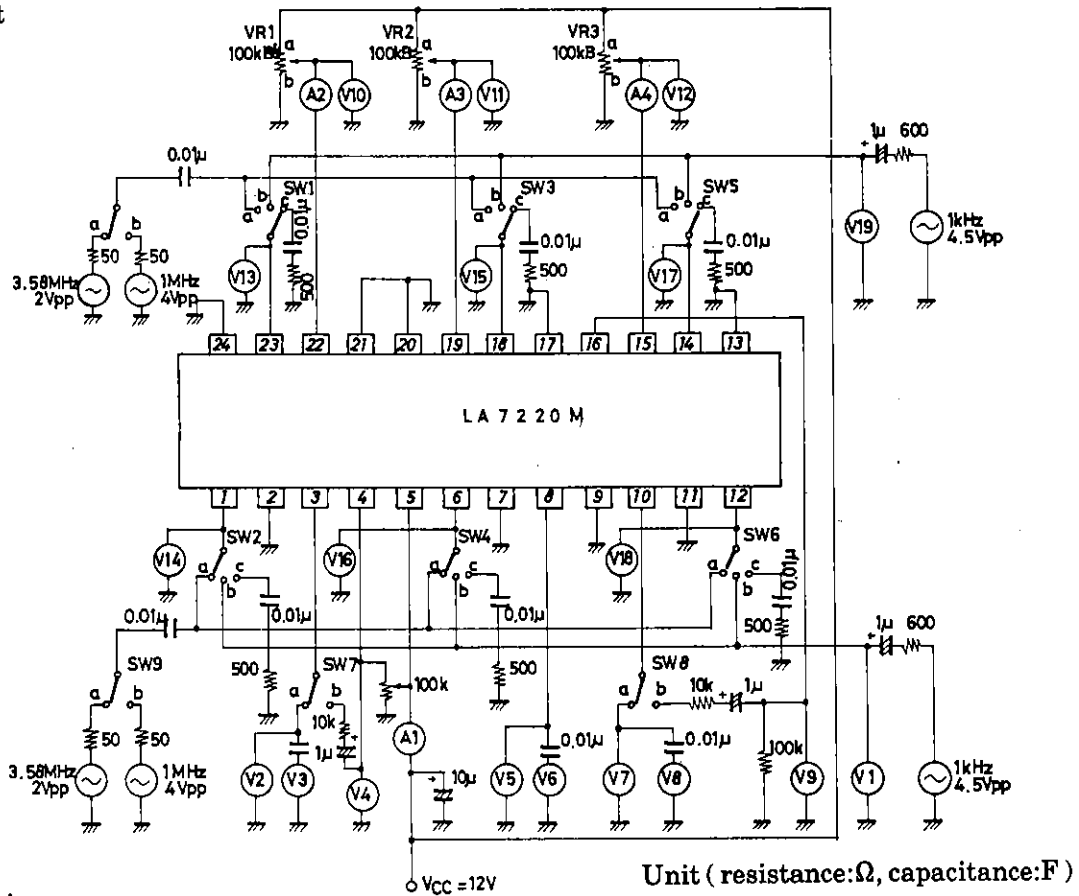 t
VR1
100kB
a
b
VR2
100kB
a
b
VR3
100kB
a
b
A2
V10
A3
V11
A4
V12
0.01μ
1μ
600
+
a
b
50
50
3.58MHz
2Vpp
1MHz
4Vpp
a
b
c
SW1
0.01μ
500
V13
a
b
c
SW3
0.01μ
500
V15
a
b
c
SW5
0.01μ
500
V17
V19
1kHz
4.5Vpp
24
23
22
21
20
19
18
17
16
15
14
13
LA7220M
1
2
3
4
5
6
7
8
9
10
11
12
V14
SW2
a
b
c
0.01μ
500
V16
SW4
a
b
c
0.01μ
500
V18
SW6
a
b
c
0.01μ
500
0.01μ
1μ
600
+
SW9
a
b
50
50
3.58MHz
2Vpp
1MHz
4Vpp
SW7
a
b
10k
1μ
+
V2
V3
V4
100k
A1
10μ
+
V5
V6
0.01μ
SW8
a
b
10k
1μ
+
0.01μ
V7
V8
100k
V9
V1
1kHz
4.5Vpp
VCC =12V
Unit ( resistance:Ω, capacitance:F )